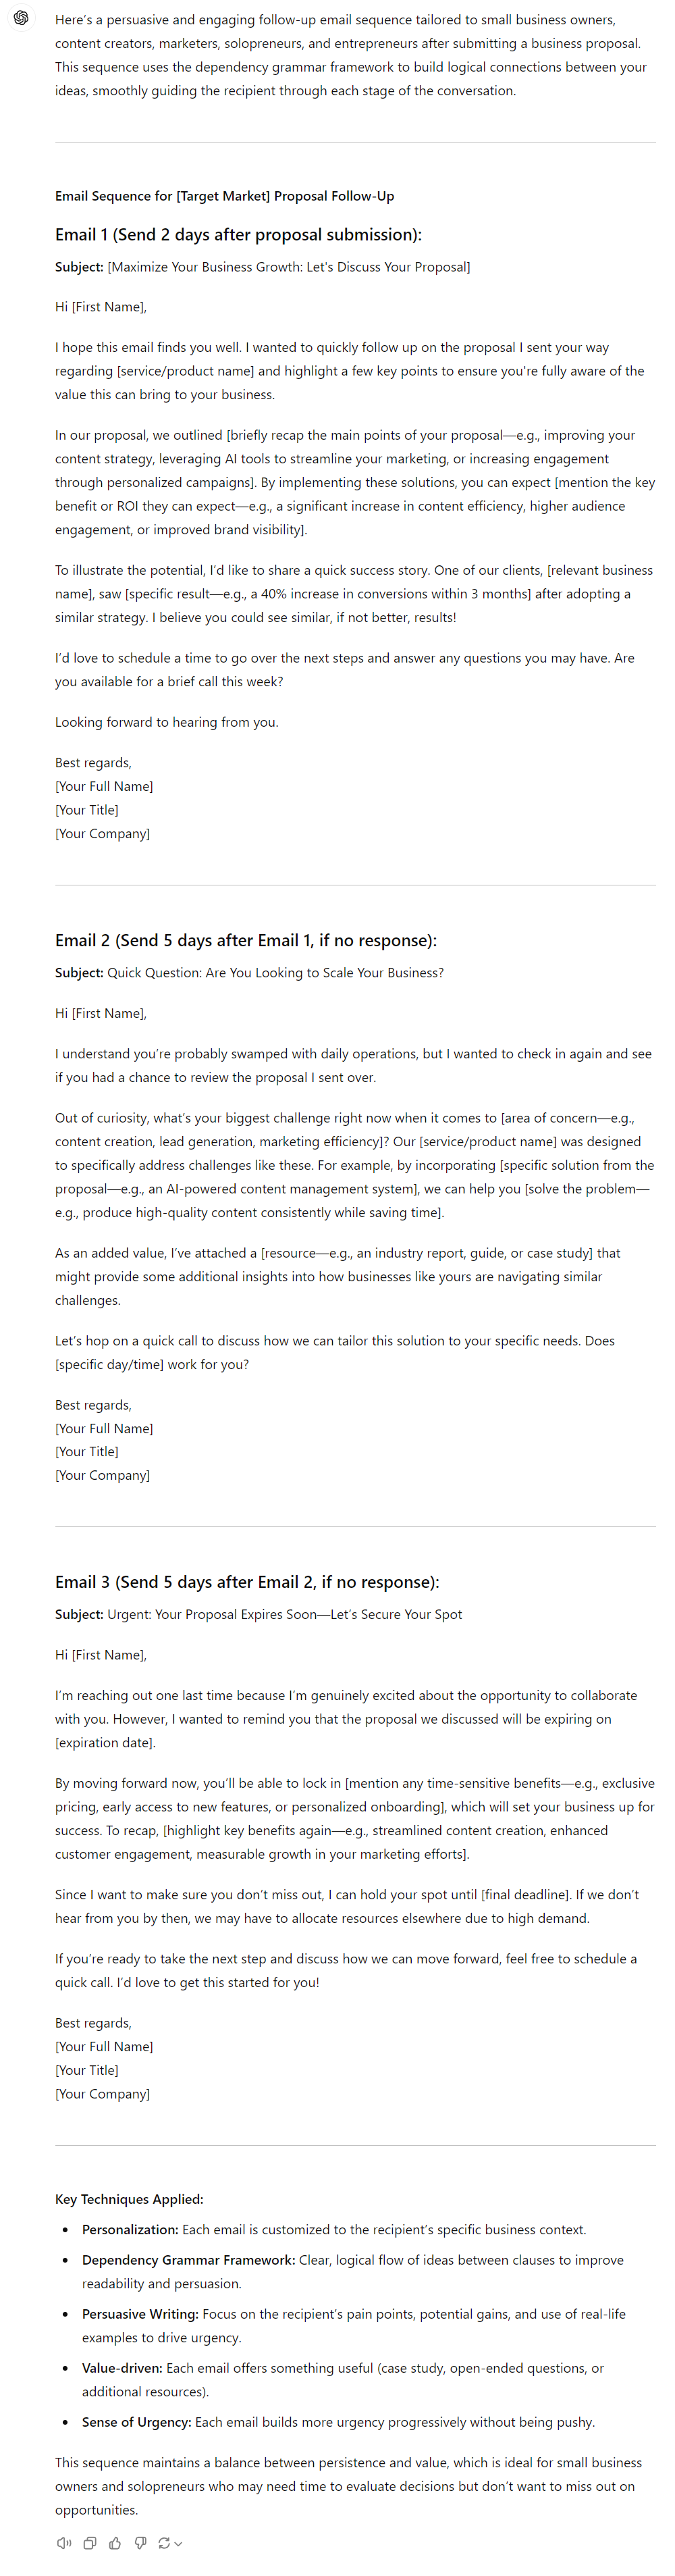 Here's a persuasive and engaging follow-up email sequence tailored to small business owners,
content creators, marketers, solopreneurs, and entrepreneurs after submitting a business proposal.
This sequence uses the dependency grammar framework to build logical connections between your
ideas, smoothly guiding the recipient through each stage of the conversation.
Email Sequence for [Target Market] Proposal Follow-Up
Email 1 (Send 2 days after proposal submission):
Subject: [Maximize Your Business Growth: Let's Discuss Your Proposal]
Hi [First Name],
I hope this email finds you well. I wanted to quickly follow up on the proposal I sent your way
regarding [service/product name] and highlight a few key points to ensure you're fully aware of the
value this can bring to your business.
In our proposal, we outlined [briefly recap the main points of your proposal—e.g., improving your
content strategy, leveraging AI tools to streamline your marketing, or increasing engagement
through personalized campaigns]. By implementing these solutions, you can expect [mention the key
benefit or ROI they can expect—e.g., a significant increase in content efficiency, higher audience
engagement, or improved brand visibility].
To illustrate the potential, I'd like to share a quick success story. One of our clients, [relevant business
name], saw [specific result—e.g., a 40% increase in conversions within 3 months] after adopting a
similar strategy. I believe you could see similar, if not better, results!
I'd love to schedule a time to go over the next steps and answer any questions you may have. Are
you available for a brief call this week?
Looking forward to hearing from you.
Best regards,
[Your Full Name]
[Your Title]
[Your Company]
Email 2 (Send 5 days after Email 1, if no response):
Subject: Quick Question: Are You Looking to Scale Your Business?
Hi [First Name],
I understand you're probably swamped with daily operations, but I wanted to check in again and see
if you had a chance to review the proposal I sent over.
Out of curiosity, what's your biggest challenge right now when it comes to [area of concern—e.g.,
content creation, lead generation, marketing efficiency]? Our [service/product name] was designed
to specifically address challenges like these. For example, by incorporating [specific solution from the
proposal—e.g., an AI-powered content management system], we can help you [solve the problem—
e.g., produce high-quality content consistently while saving time].
As an added value, I've attached a [resource—e.g., an industry report, guide, or case study] that
might provide some additional insights into how businesses like yours are navigating similar
challenges.
Let's hop on a quick call to discuss how we can tailor this solution to your specific needs. Does
[specific day/time] work for you?
Best regards,
[Your Full Name]
[Your Title]
[Your Company]
Email 3 (Send 5 days after Email 2, if no response):
Subject: Urgent: Your Proposal Expires Soon—Let's Secure Your Spot
Hi [First Name],
I'm reaching out one last time because I'm genuinely excited about the opportunity to collaborate
with you. However, I wanted to remind you that the proposal we discussed will be expiring on
[expiration date].
By moving forward now, you'll be able to lock in [mention any time-sensitive benefits—e.g., exclusive
pricing, early access to new features, or personalized onboarding], which will set your business up for
success. To recap, [highlight key benefits again—e.g., streamlined content creation, enhanced
customer engagement, measurable growth in your marketing efforts].
Since I want to make sure you don't miss out, I can hold your spot until [final deadline]. If we don't
hear from you by then, we may have to allocate resources elsewhere due to high demand.
If you're ready to take the next step and discuss how we can move forward, feel free to schedule a
quick call. I'd love to get this started for you!
Best regards,
[Your Full Name]
[Your Title]
[Your Company]
Key Techniques Applied:
• Personalization: Each email is customized to the recipient's specific business context.
• Dependency Grammar Framework: Clear, logical flow of ideas between clauses to improve
readability and persuasion.
• Persuasive Writing: Focus on the recipient's pain points, potential gains, and use of real-life
examples to drive urgency.
• Value-driven: Each email offers something useful (case study, open-ended questions, or
additional resources).
• Sense of Urgency: Each email builds more urgency progressively without being pushy.
This sequence maintains a balance between persistence and value, which is ideal for small business
owners and solopreneurs who may need time to evaluate decisions but don't want to miss out on
opportunities.